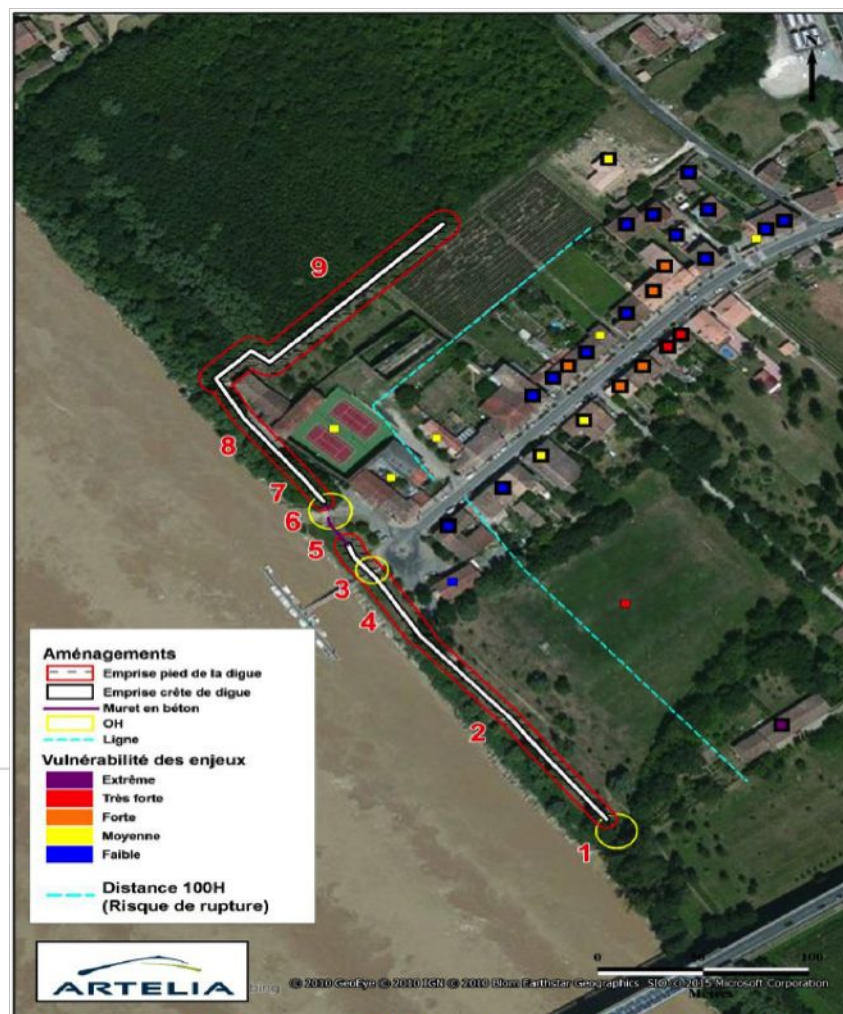 N
9
8
7
6
5
3
4
2
1
Aménagements
Emprise pied de la digue
Emprise crête de digue
Muret en béton
OH
Ligne
Vulnérabilité des enjeux
Extrême
Très forte
Forte
Moyenne
Faible
Distance 100H
(Risque de rupture)
0 100
Mètres
ARTELIA
bing © 2010 GeoEye © 2010 IGN © 2010 Blom Earthstar Geographics SIO © 2015 Microsoft Corporation